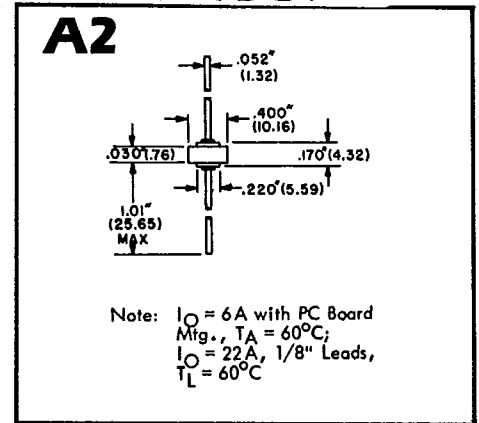 A2
.052"
(1.32)
.400"
(10.16)
.030"(.76)
.170"(4.32)
.220"(5.59)
1.01"
(25.65)
MAX
Note: IO = 6A with PC Board
Mtg., TA = 60°C;
IO = 22A, 1/8" Leads,
TL = 60°C